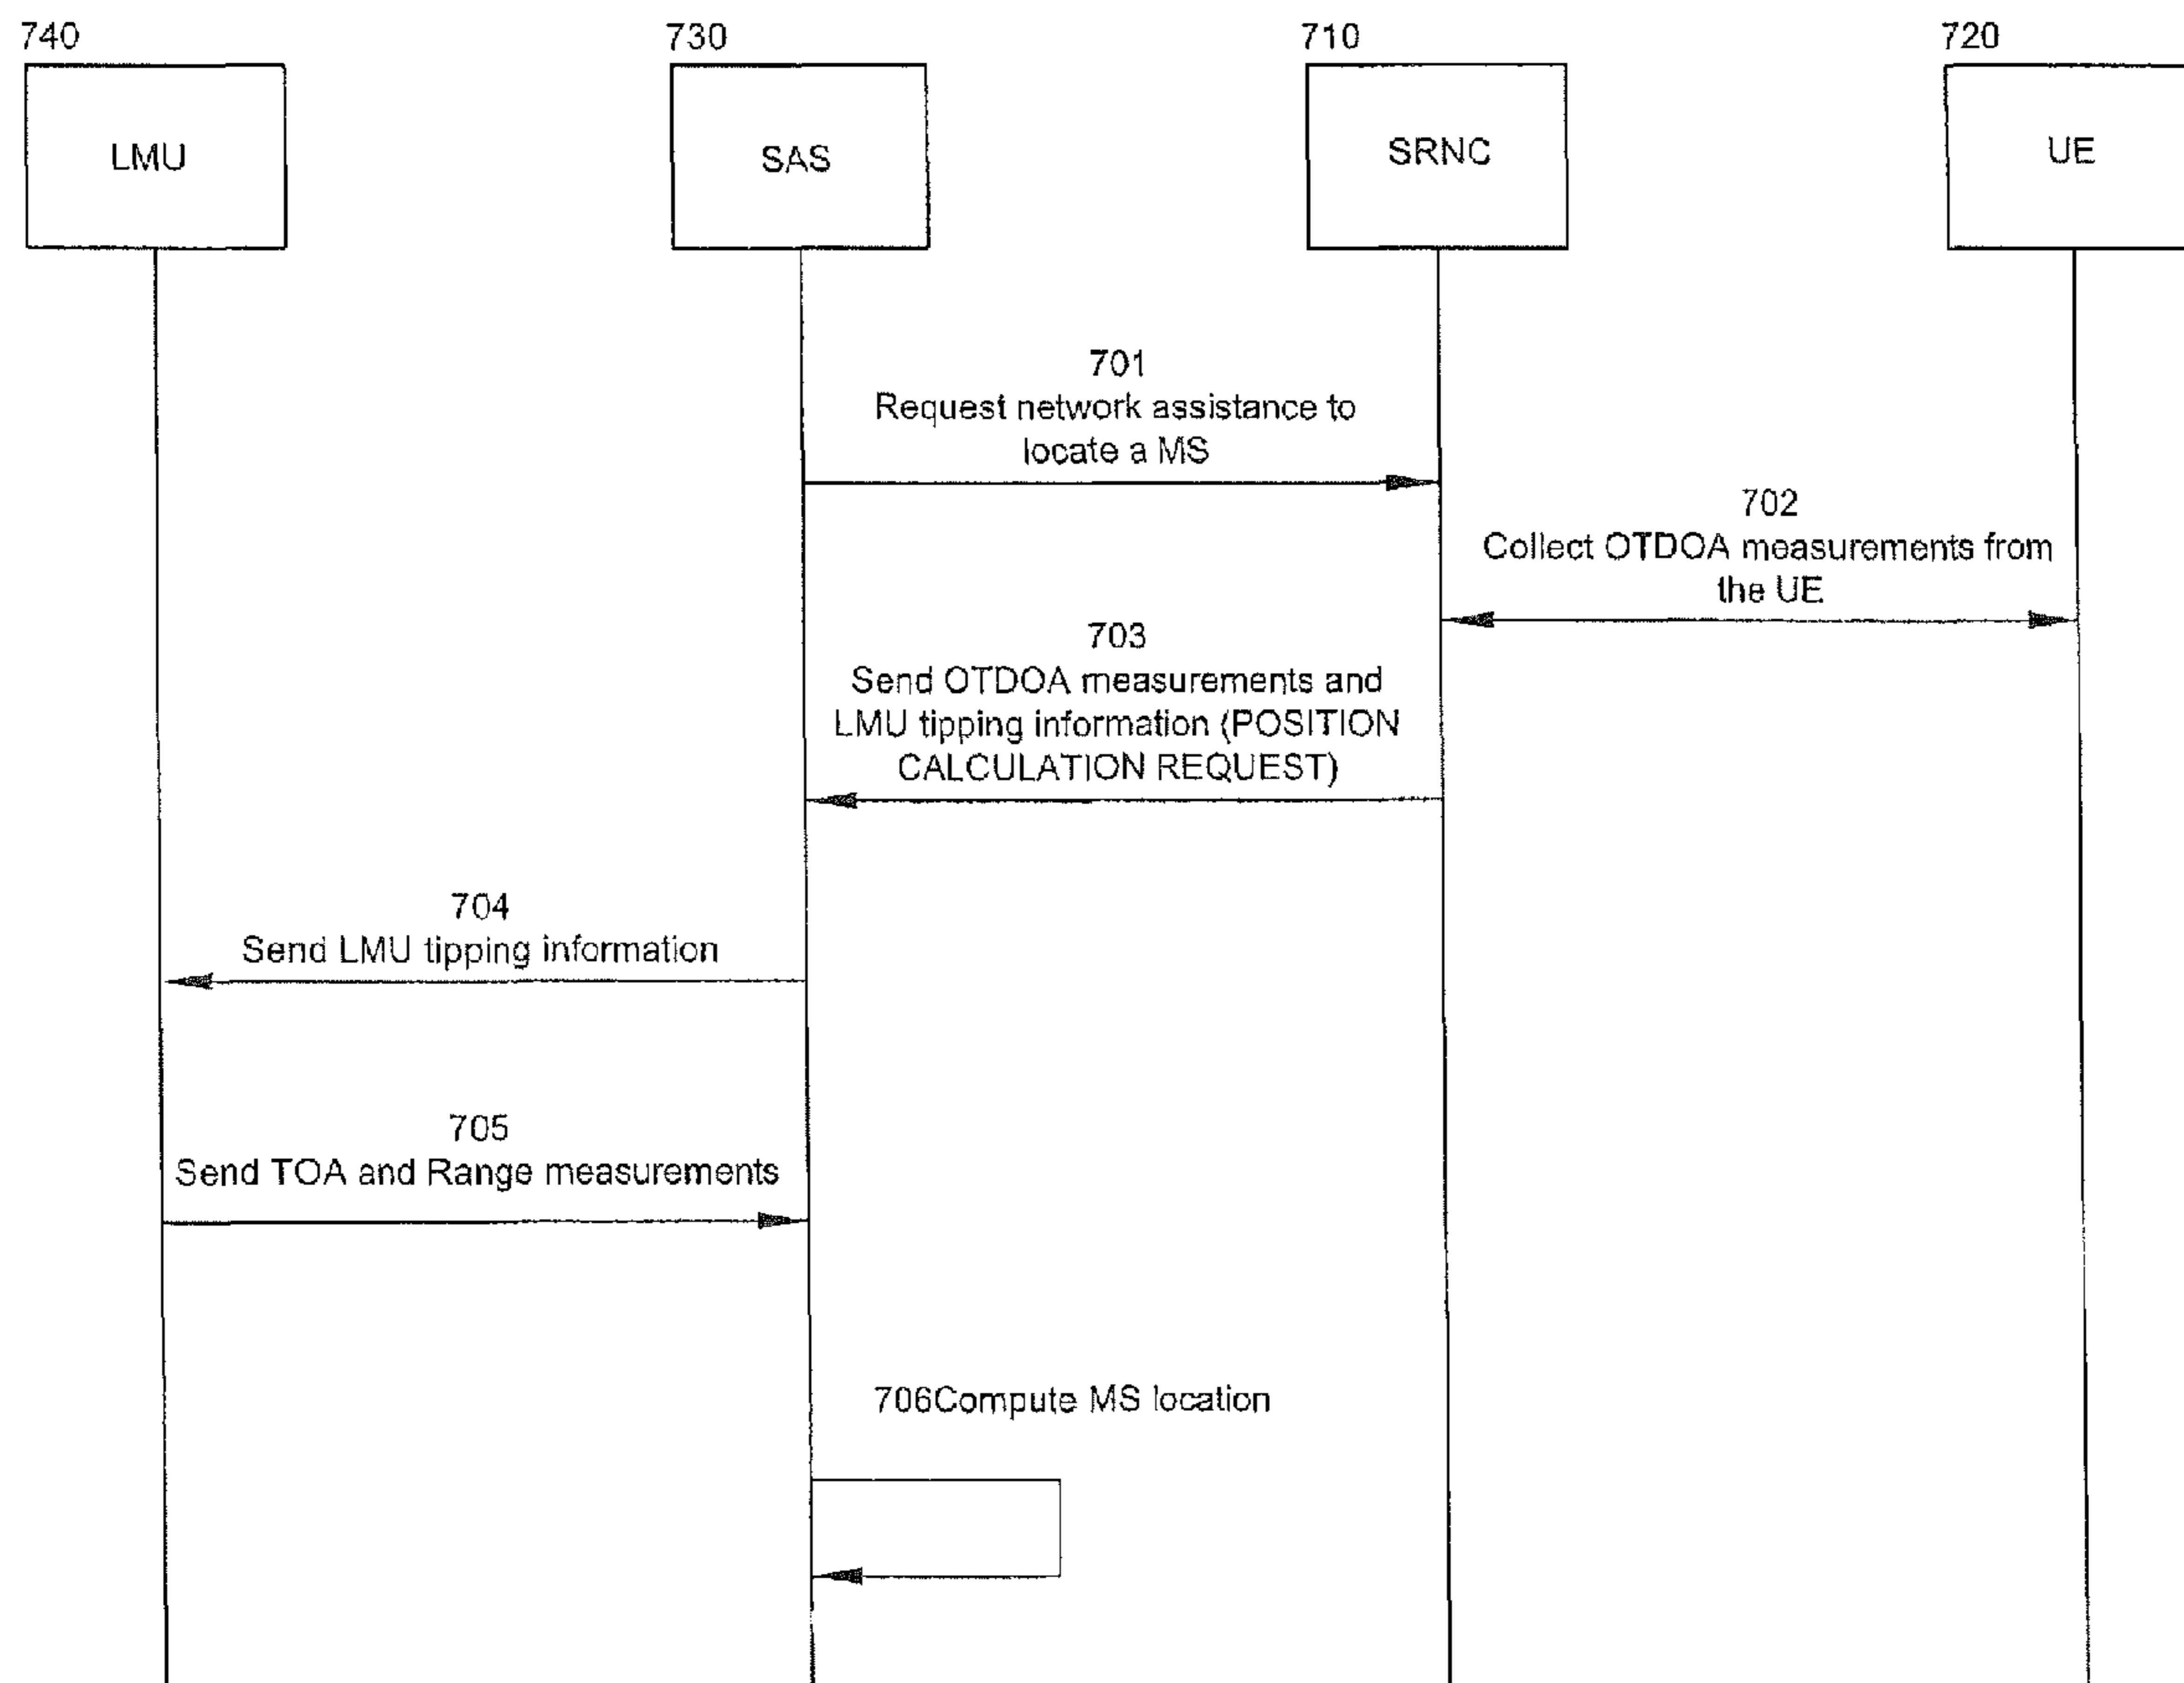 740
730
710
720
LMU
SAS
SRNC
UE
701
Request network assistance to
locate a MS
702
Collect OTDOA measurements from
the UE
703
Send OTDOA measurements and
LMU tipping information (POSITION
CALCULATION REQUEST)
704
Send LMU tipping information
705
Send TOA and Range measurements
706Compute MS location